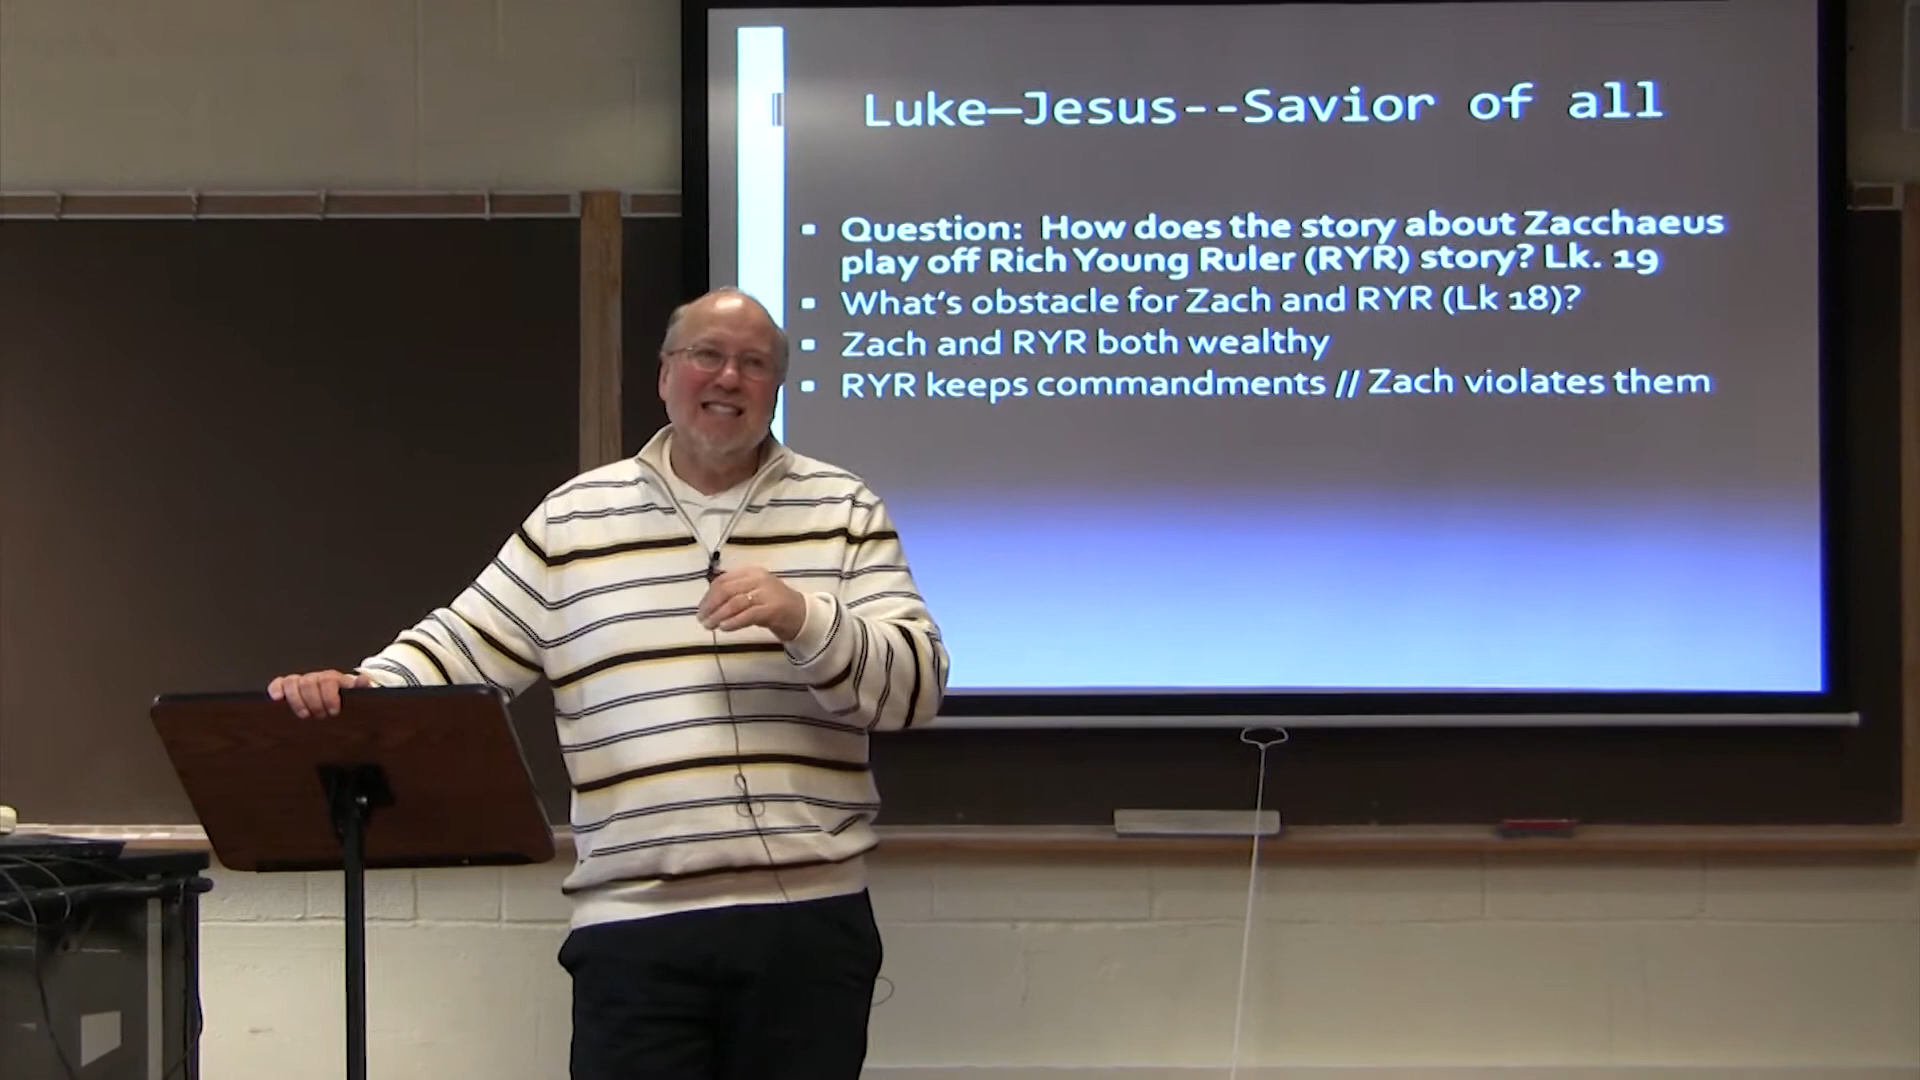 Luke—Jesus--Savior of all
Question: How does the story about Zacchaeus
play off Rich Young Ruler (RYR) story? Lk. 19
What's obstacle for Zach and RYR (Lk 18)?
Zach and RYR both wealthy
RYR keeps commandments // Zach violates them